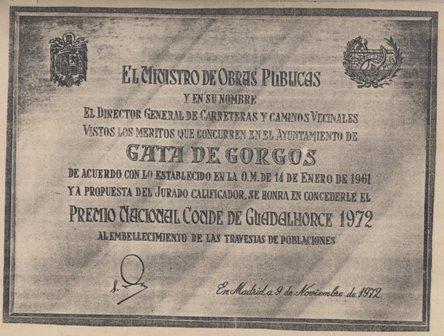 EL MINISTRO DE OBRAS PUBLICAS
Y EN SU NOMBRE
EL DIRECTOR GENERAL DE CARRETERAS Y CAMINOS VECINALES
VISTOS LOS MERITOS QUE CONCURREN EN EL AYUNTAMIENTO DE
GATA DE GORGOS
DE ACUERDO CON LO ESTABLECIDO EN LA O.M. DE 14 DE ENERO DE 1961
Y A PROPUESTA DEL JURADO CALIFICADOR, SE HONRA EN CONCEDERLE EL
PREMIO NACIONAL CONDE DE GUADALHORCE 1972
AL EMBELLECIMIENTO DE LAS TRAVESIAS DE POBLACIONES
En Madrid a 9 de Noviembre de 1972